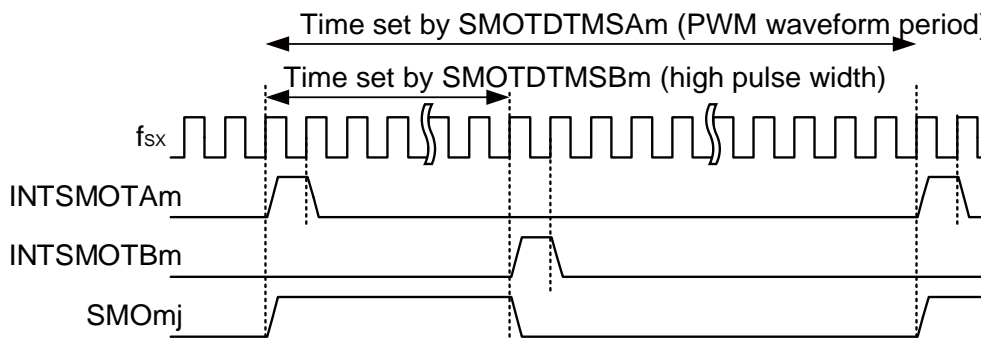 Time set by SMOTDTMSAm (PWM waveform period)
Time set by SMOTDTMSBm (high pulse width)
fSX
INTSMOTAm
INTSMOTBm
SMOmj